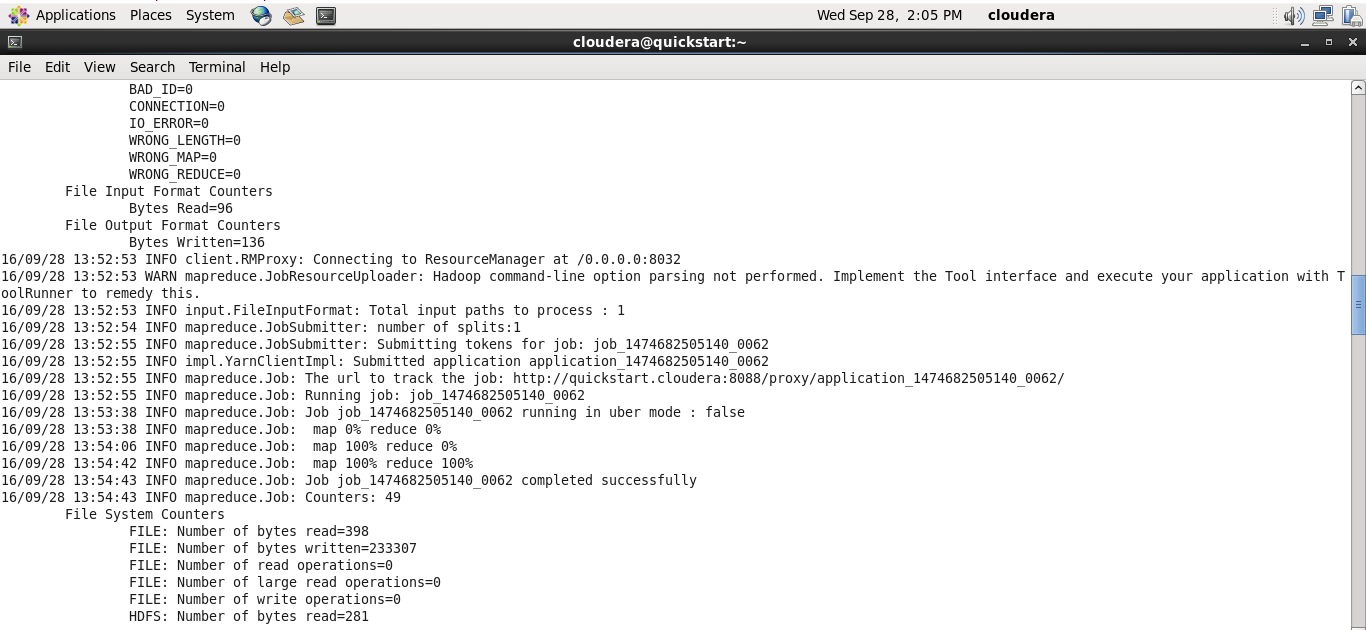 Applications Places System Wed Sep 28, 2:05 PM cloudera
cloudera@quickstart:~
File Edit View Search Terminal Help
BAD_ID=0
CONNECTION=0
IO_ERROR=0
WRONG_LENGTH=0
WRONG_MAP=0
WRONG_REDUCE=0
File Input Format Counters
Bytes Read=96
File Output Format Counters
Bytes Written=136
16/09/28 13:52:53 INFO client.RMProxy: Connecting to ResourceManager at /0.0.0.0:8032
16/09/28 13:52:53 WARN mapreduce.JobResourceUploader: Hadoop command-line option parsing not performed. Implement the Tool interface and execute your application with T
oolRunner to remedy this.
16/09/28 13:52:53 INFO input.FileInputFormat: Total input paths to process : 1
16/09/28 13:52:54 INFO mapreduce.JobSubmitter: number of splits:1
16/09/28 13:52:55 INFO mapreduce.JobSubmitter: Submitting tokens for job: job_1474682505140_0062
16/09/28 13:52:55 INFO impl.YarnClientImpl: Submitted application application_1474682505140_0062
16/09/28 13:52:55 INFO mapreduce.Job: The url to track the job: http://quickstart.cloudera:8088/proxy/application_1474682505140_0062/
16/09/28 13:52:55 INFO mapreduce.Job: Running job: job_1474682505140_0062
16/09/28 13:53:38 INFO mapreduce.Job: Job job_1474682505140_0062 running in uber mode : false
16/09/28 13:53:38 INFO mapreduce.Job:  map 0% reduce 0%
16/09/28 13:54:06 INFO mapreduce.Job:  map 100% reduce 0%
16/09/28 13:54:42 INFO mapreduce.Job:  map 100% reduce 100%
16/09/28 13:54:43 INFO mapreduce.Job: Job job_1474682505140_0062 completed successfully
16/09/28 13:54:43 INFO mapreduce.Job: Counters: 49
File System Counters
FILE: Number of bytes read=398
FILE: Number of bytes written=233307
FILE: Number of read operations=0
FILE: Number of large read operations=0
FILE: Number of write operations=0
HDFS: Number of bytes read=281